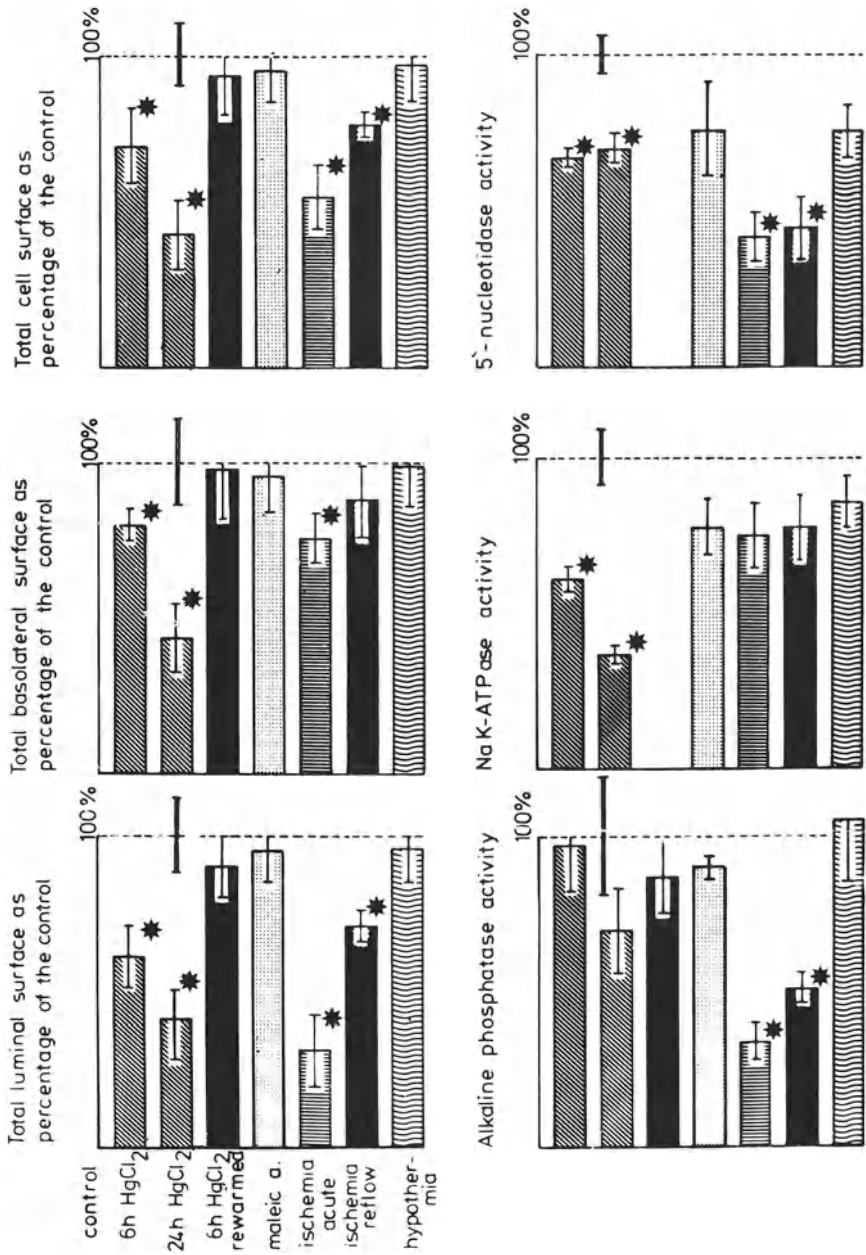 Total cell surface as
percentage of the control
100%
5`-nucleotidase activity
100%
Total basolateral surface as
percentage of the control
100%
NaK-ATPase activity
100%
Total luminal surface as
percentage of the control
100%
Alkaline phosphatase activity
100%
control
6h HgCl2
24h HgCl2
6h HgCl2
rewarmed
maleic a.
ischemia
acute
ischemia
reflow
hypother-
mia